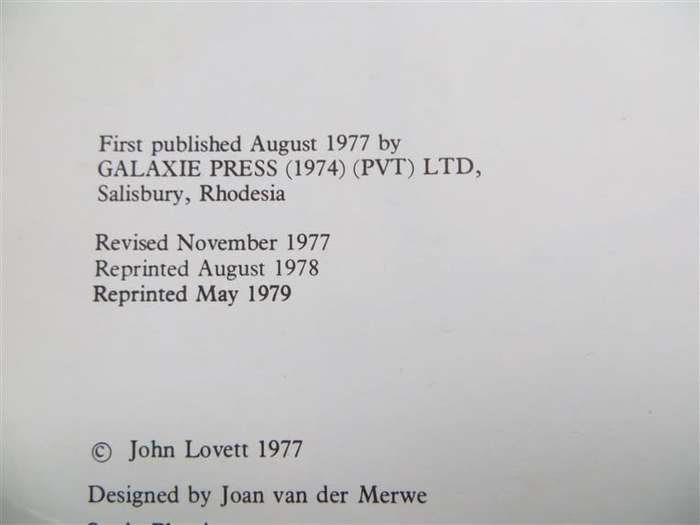 First published August 1977 by
GALAXIE PRESS (1974) (PVT) LTD,
Salisbury, Rhodesia
Revised November 1977
Reprinted August 1978
Reprinted May 1979
© John Lovett 1977
Designed by Joan van der Merwe